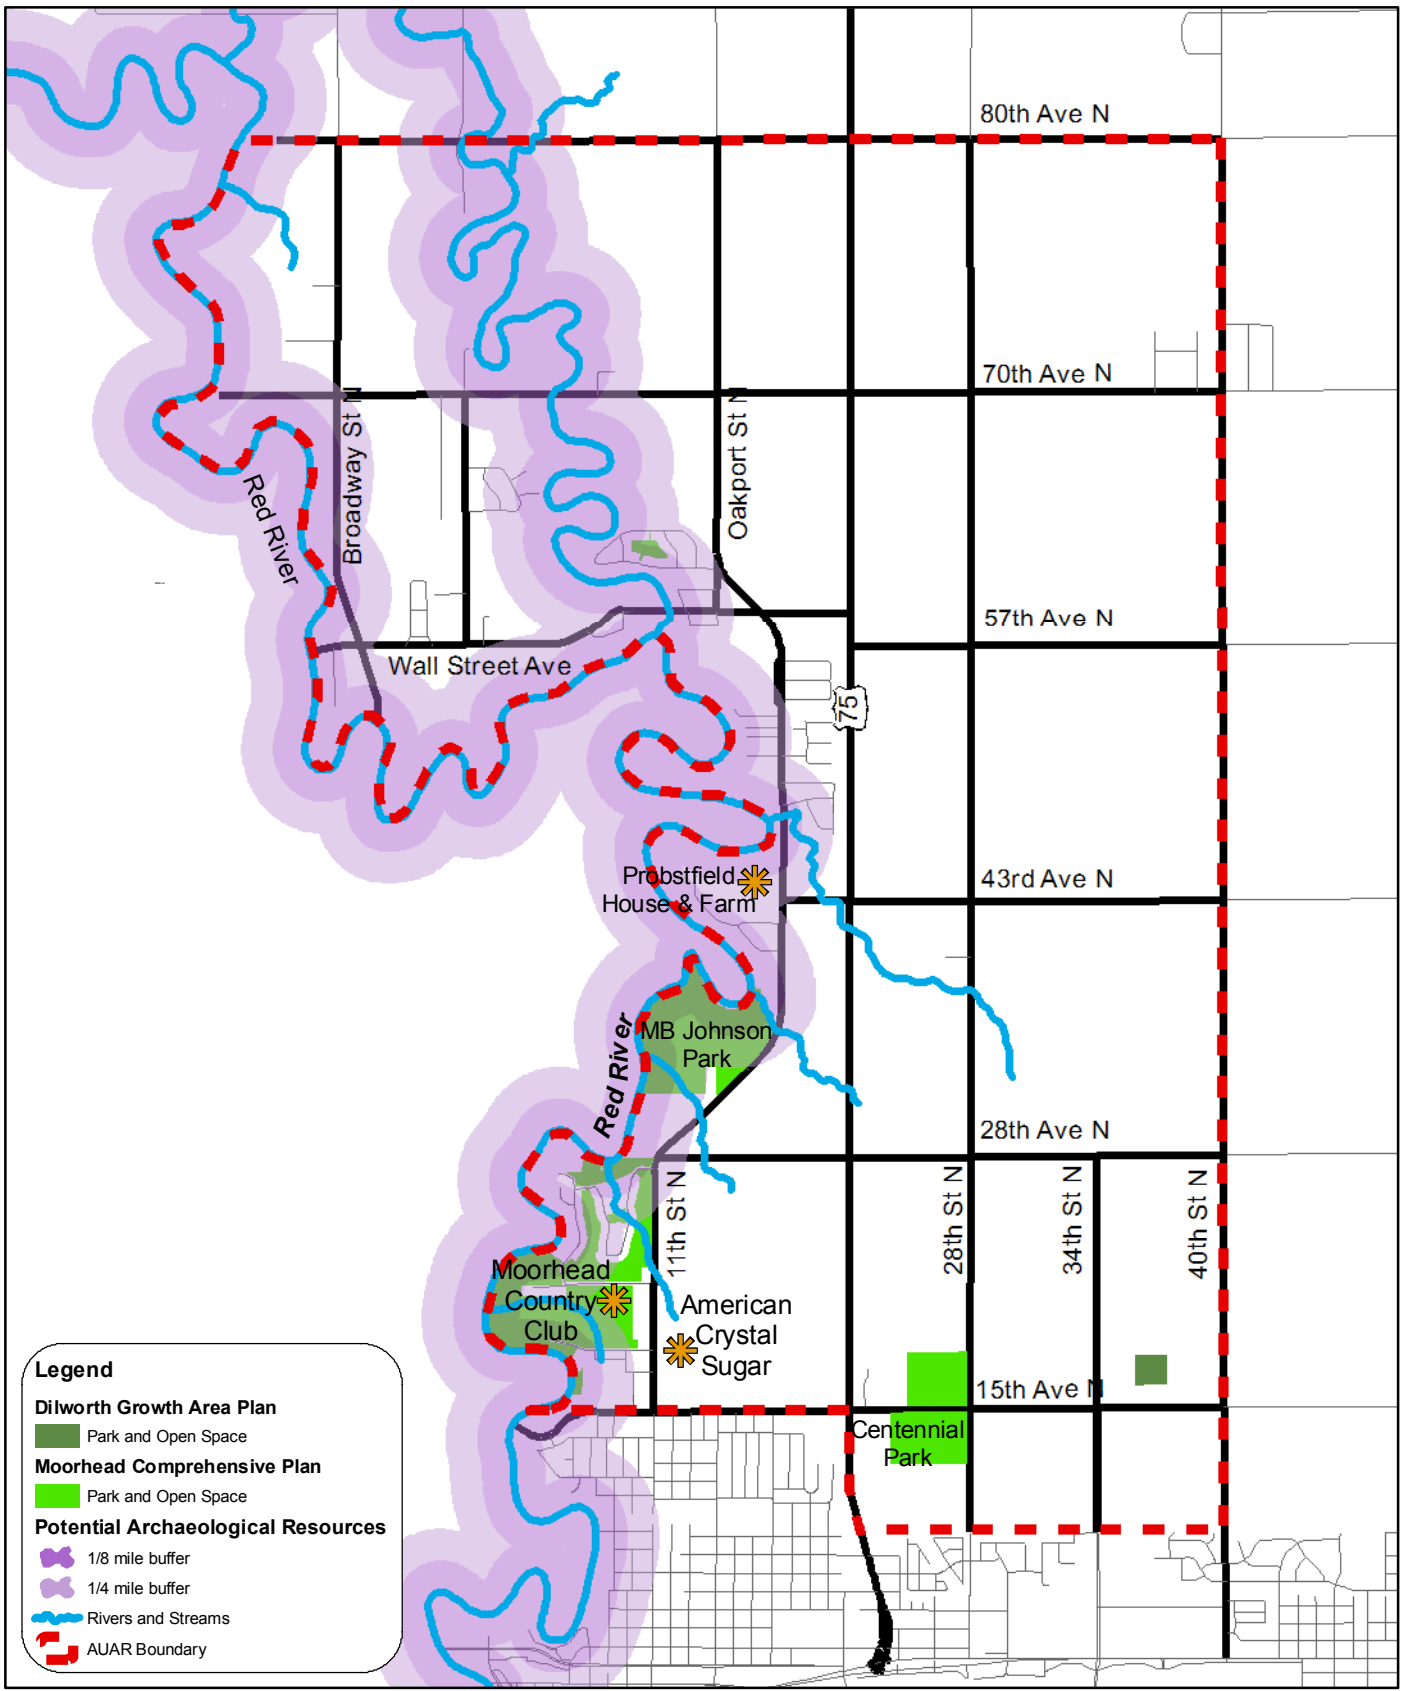 80th Ave N
70th Ave N
Broadway St N
Oakport St N
Red River
57th Ave N
Wall Street Ave
75
Probstfield
House & Farm
43rd Ave N
MB Johnson
Park
Red River
28th Ave N
11th St N
28th St N
34th St N
40th St N
Moorhead
Country
Club
American
Crystal
Sugar
15th Ave N
Centennial
Park
Legend
Dilworth Growth Area Plan
Park and Open Space
Moorhead Comprehensive Plan
Park and Open Space
Potential Archaeological Resources
1/8 mile buffer
1/4 mile buffer
Rivers and Streams
AUAR Boundary